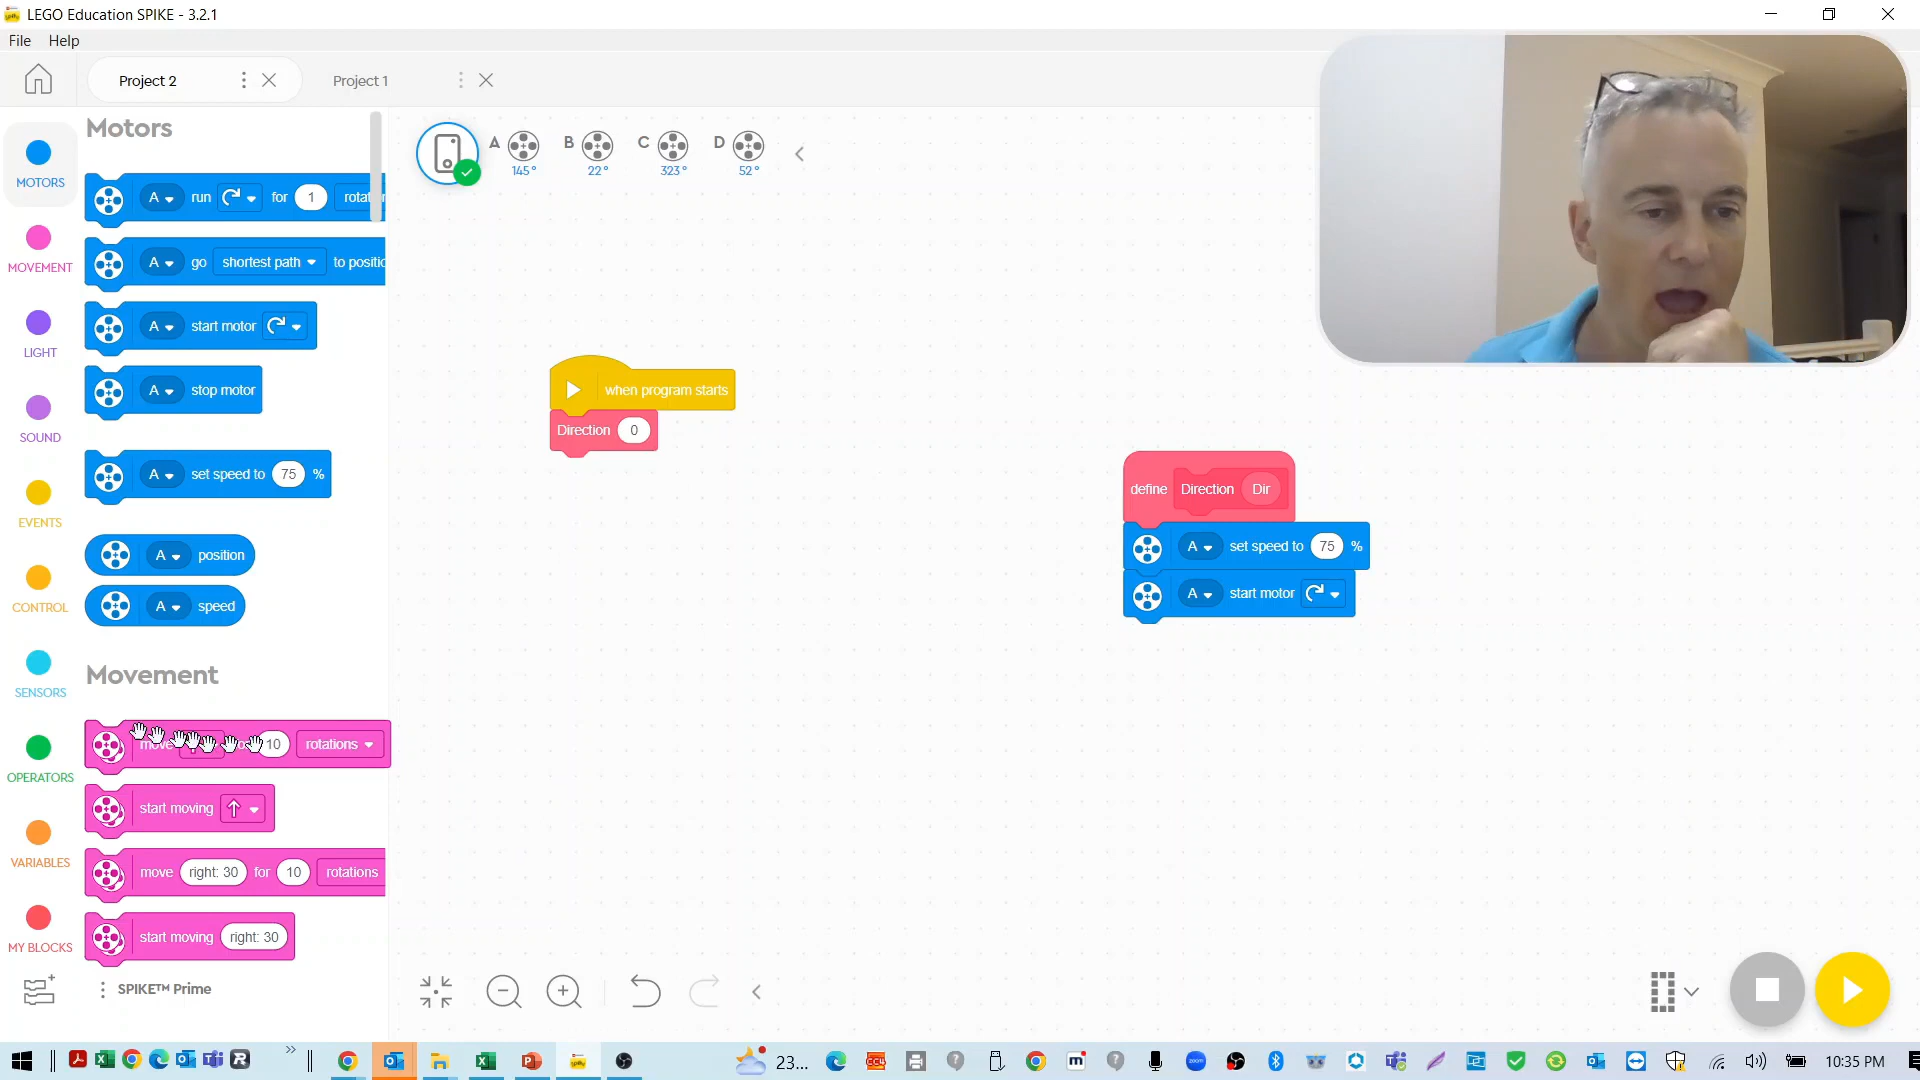 LEGO Education SPIKE - 3.2.1
File Help
Project 2
Project 1
Motors
MOTORS
MOVEMENT
LIGHT
SOUND
EVENTS
CONTROL
SENSORS
OPERATORS
VARIABLES
MY BLOCKS
A run for 1
A go shortest path
A start motor
A stop motor
A set speed to 75 %
A position
A speed
Movement
10 rotations
start moving
move right: 30 for 10 rotations
start moving right: 30
SPIKE™ Prime
A 145° B 22° C 323° D 52°
when program starts
Direction 0
define Direction Dir
A set speed to 75 %
A start motor
23...
10:35 PM